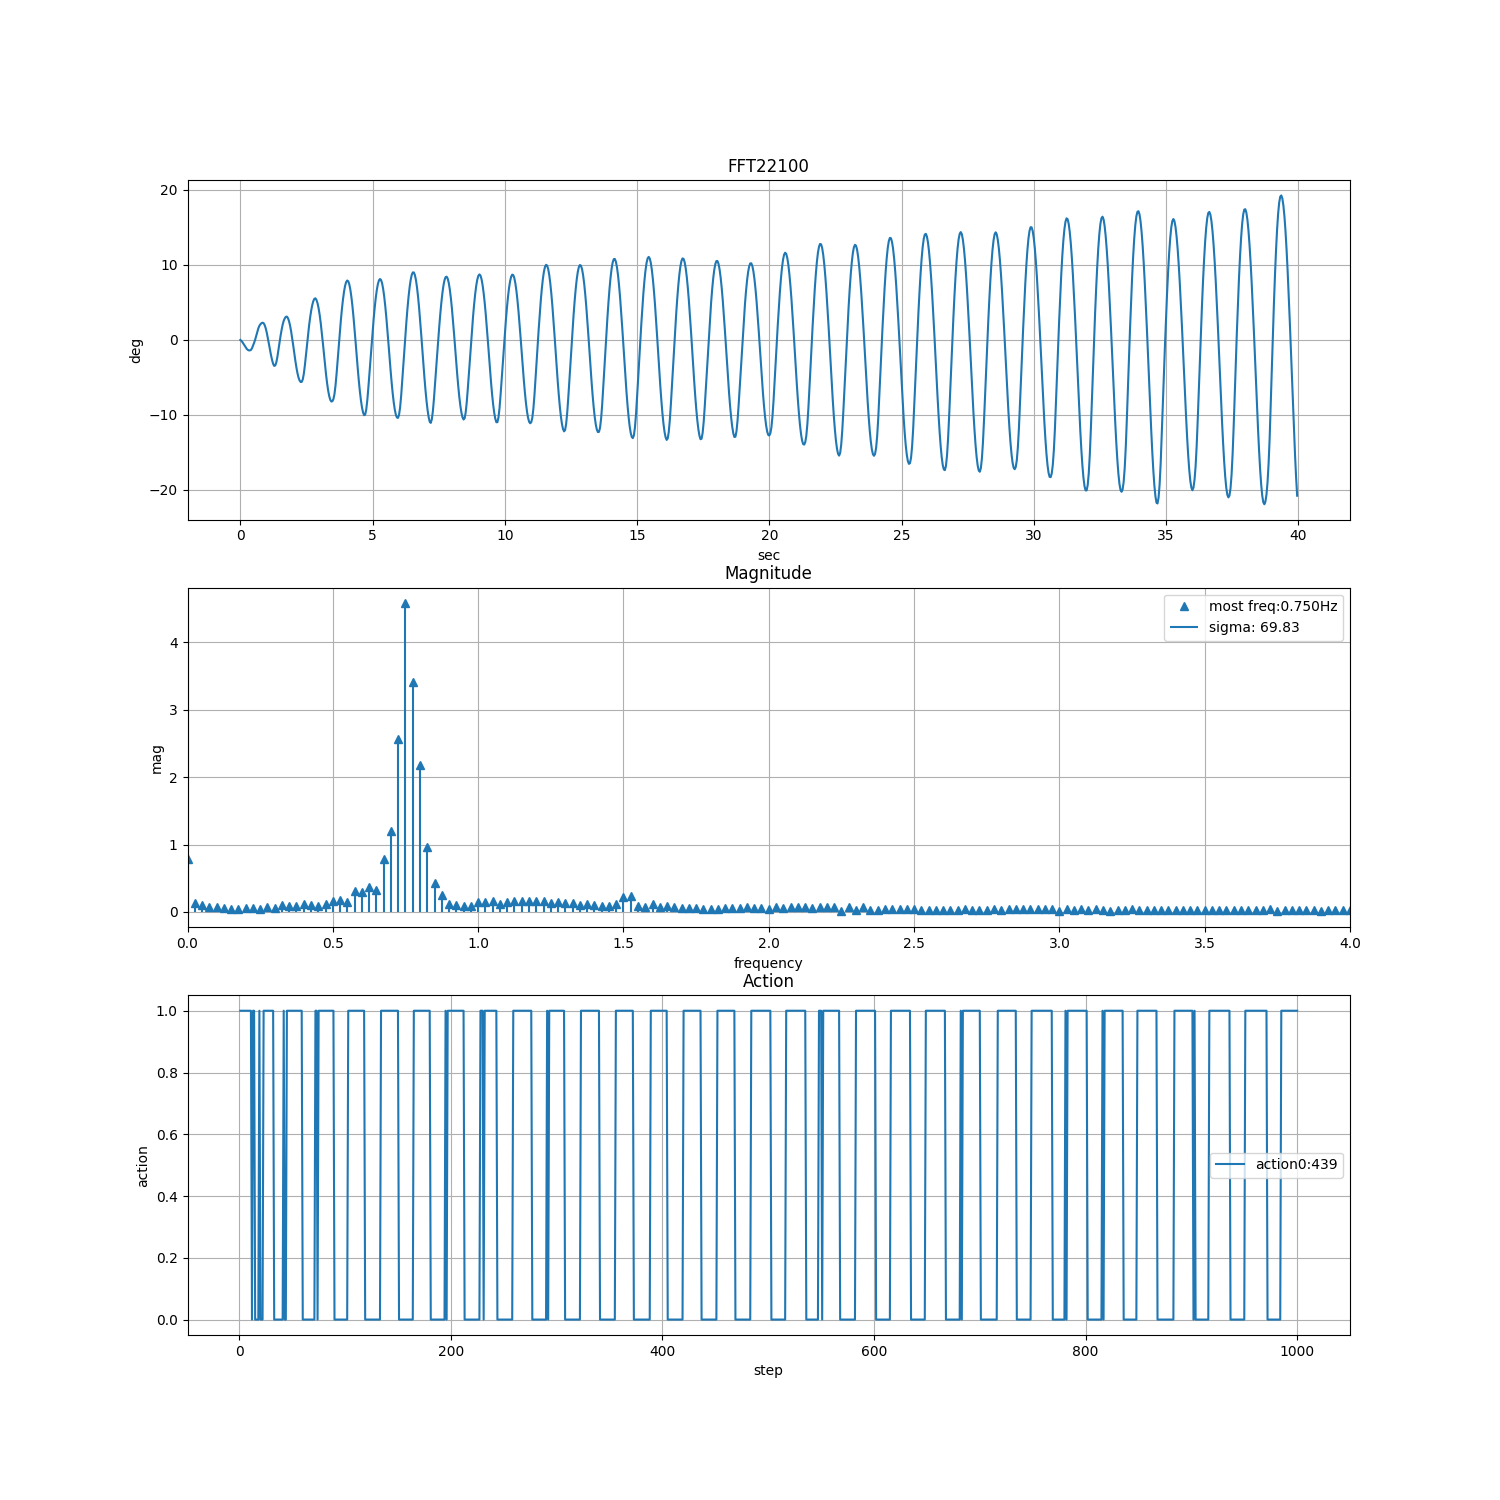 FFT22100
20
10
0
−10
−20
deg
0 5 10 15 20 25 30 35 40
sec
Magnitude
most freq:0.750Hz
sigma: 69.83
4
3
2
1
0
mag
0.0 0.5 1.0 1.5 2.0 2.5 3.0 3.5 4.0
frequency
Action
1.0
0.8
0.6
0.4
0.2
0.0
action
action0:439
0 200 400 600 800 1000
step